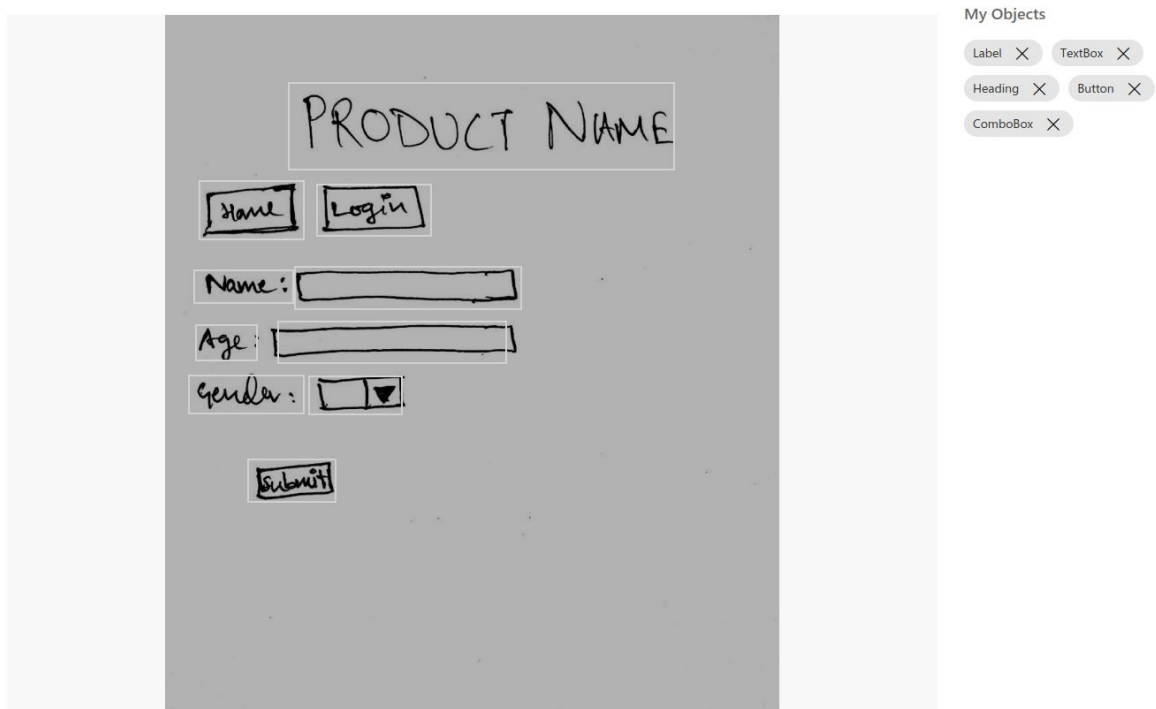 My Objects
Label X TextBox X
Heading X Button X
ComboBox X
PRODUCT NAME
Home Login
Name:
Age:
Gender:
Submit